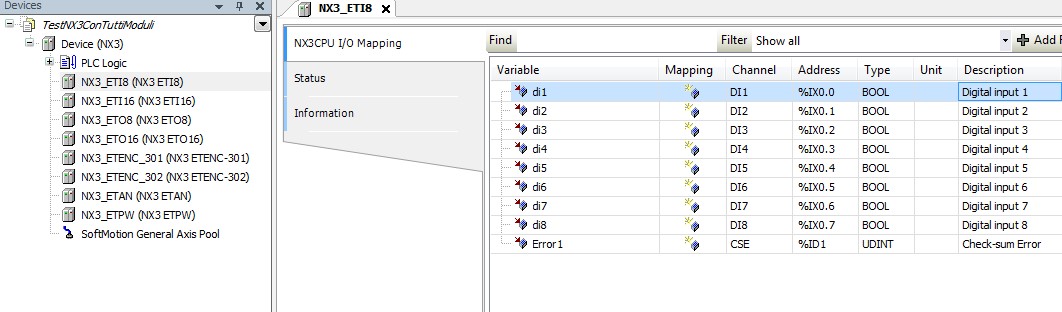 Devices
TestNX3ConTuttiModuli
Device (NX3)
PLC Logic
NX3_ETI8 (NX3 ETI8)
NX3_ETI16 (NX3 ETI16)
NX3_ETO8 (NX3 ETO8)
NX3_ETO16 (NX3 ETO16)
NX3_ETENC_301 (NX3 ETENC-301)
NX3_ETENC_302 (NX3 ETENC-302)
NX3_ETAN (NX3 ETAN)
NX3_ETPW (NX3 ETPW)
SoftMotion General Axis Pool
NX3_ETI8
NX3CPU I/O Mapping
Status
Information
Find Filter Show all Add F
Variable Mapping Channel Address Type Unit Description
di1 DI1 %IX0.0 BOOL Digital input 1
di2 DI2 %IX0.1 BOOL Digital input 2
di3 DI3 %IX0.2 BOOL Digital input 3
di4 DI4 %IX0.3 BOOL Digital input 4
di5 DI5 %IX0.4 BOOL Digital input 5
di6 DI6 %IX0.5 BOOL Digital input 6
di7 DI7 %IX0.6 BOOL Digital input 7
di8 DI8 %IX0.7 BOOL Digital input 8
Error1 CSE %ID1 UDINT Check-sum Error